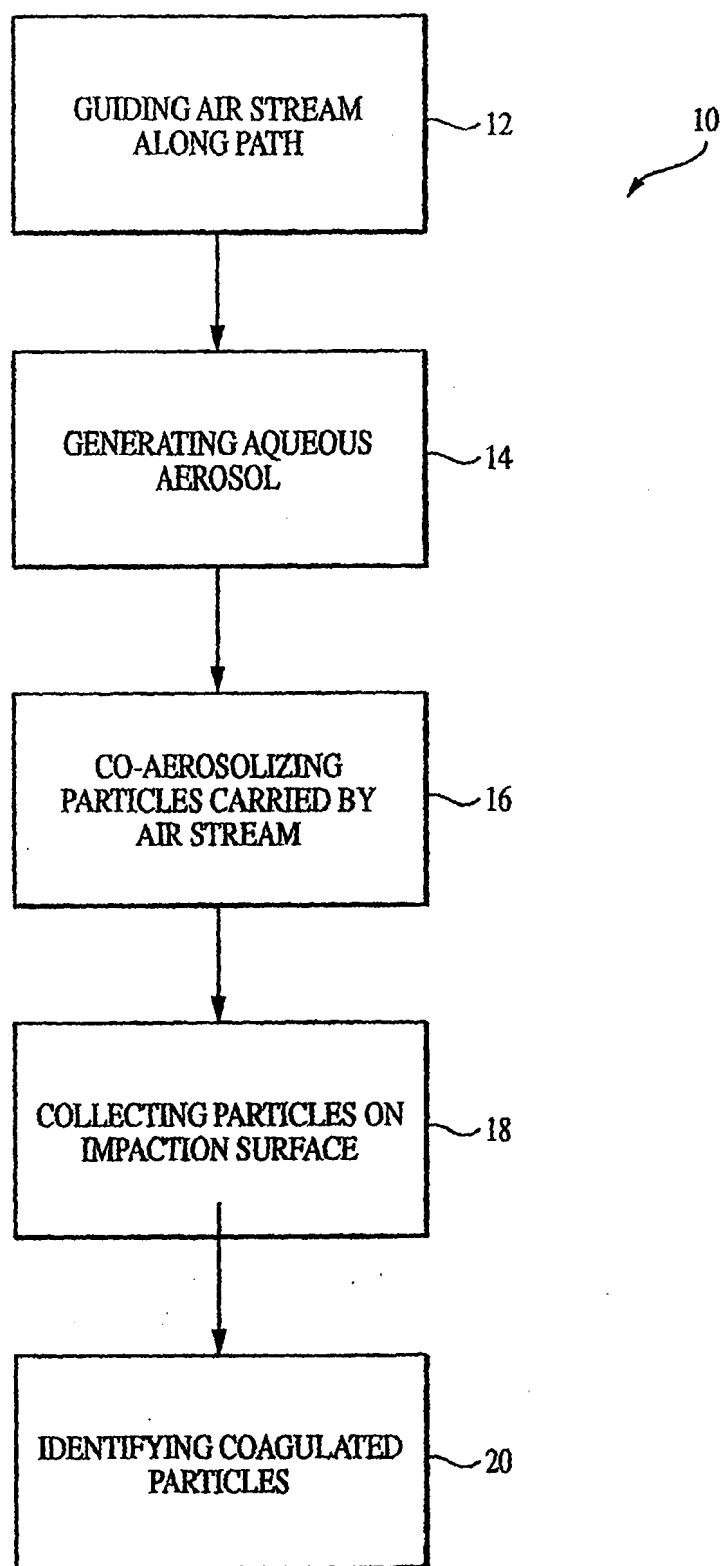 GUIDING AIR STREAM
ALONG PATH
12
10
GENERATING AQUEOUS
AEROSOL
14
CO-AEROSOLIZING
PARTICLES CARRIED BY
AIR STREAM
16
COLLECTING PARTICLES ON
IMPACTION SURFACE
18
IDENTIFYING COAGULATED
PARTICLES
20